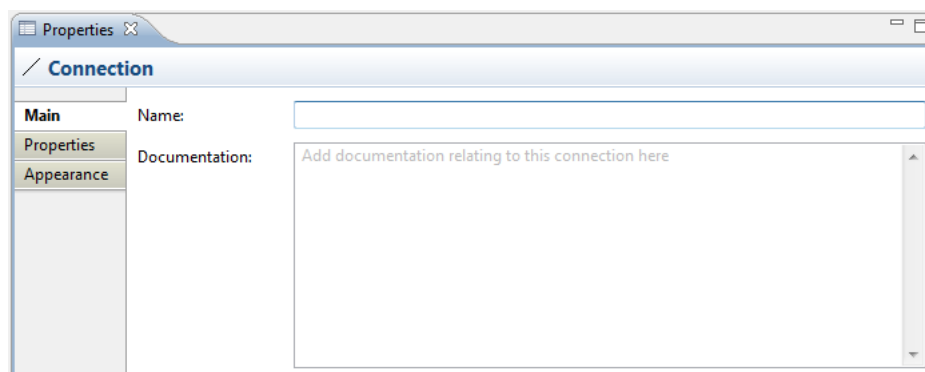 Properties
Connection
Main
Name:
Properties
Documentation:
Add documentation relating to this connection here
Appearance